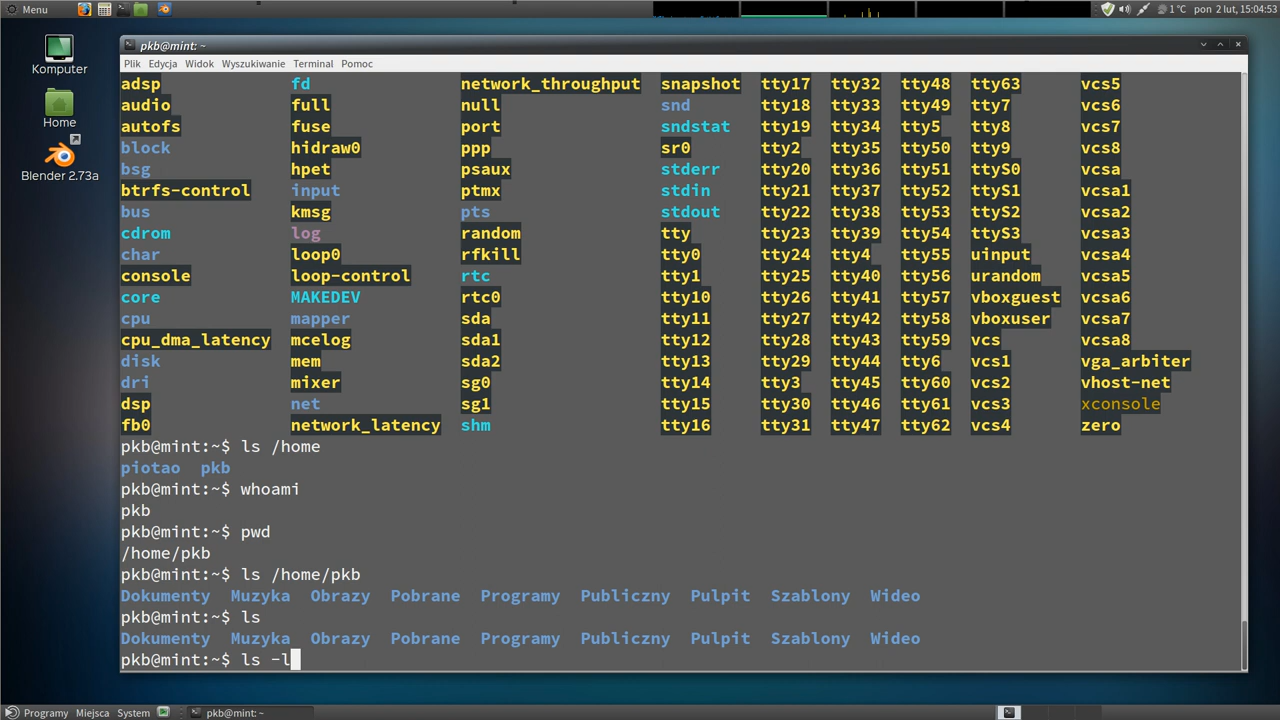 Menu 1 °C pon 2 lut, 15:04:53
Komputer
Home
Blender 2.73a
pkb@mint: ~
Plik Edycja Widok Wyszukiwanie Terminal Pomoc
adsp fd network_throughput snapshot tty17 tty32 tty48 tty63 vcs5
audio full null snd tty18 tty33 tty49 tty7 vcs6
autofs fuse port sndstat tty19 tty34 tty5 tty8 vcs7
block hidraw0 ppp sr0 tty2 tty35 tty50 tty9 vcs8
bsg hpet psaux stderr tty20 tty36 tty51 ttyS0 vcsa
btrfs-control input ptmx stdin tty21 tty37 tty52 ttyS1 vcsa1
bus kmsg pts stdout tty22 tty38 tty53 ttyS2 vcsa2
cdrom log random tty tty23 tty39 tty54 ttyS3 vcsa3
char loop0 rfkill tty0 tty24 tty4 tty55 uinput vcsa4
console loop-control rtc tty1 tty25 tty40 tty56 urandom vcsa5
core MAKEDEV rtc0 tty10 tty26 tty41 tty57 vboxguest vcsa6
cpu mapper sda tty11 tty27 tty42 tty58 vboxuser vcsa7
cpu_dma_latency mcelog sda1 tty12 tty28 tty43 tty59 vcs vcsa8
disk mem sda2 tty13 tty29 tty44 tty6 vcs1 vga_arbiter
dri mixer sg0 tty14 tty3 tty45 tty60 vcs2 vhost-net
dsp net sg1 tty15 tty30 tty46 tty61 vcs3 xconsole
fb0 network_latency shm tty16 tty31 tty47 tty62 vcs4 zero
pkb@mint:~$ ls /home
piotao pkb
pkb@mint:~$ whoami
pkb
pkb@mint:~$ pwd
/home/pkb
pkb@mint:~$ ls /home/pkb
Dokumenty Muzyka Obrazy Pobrane Programy Publiczny Pulpit Szablony Wideo
pkb@mint:~$ ls
Dokumenty Muzyka Obrazy Pobrane Programy Publiczny Pulpit Szablony Wideo
pkb@mint:~$ ls -l
Programy Miejsca System pkb@mint: ~